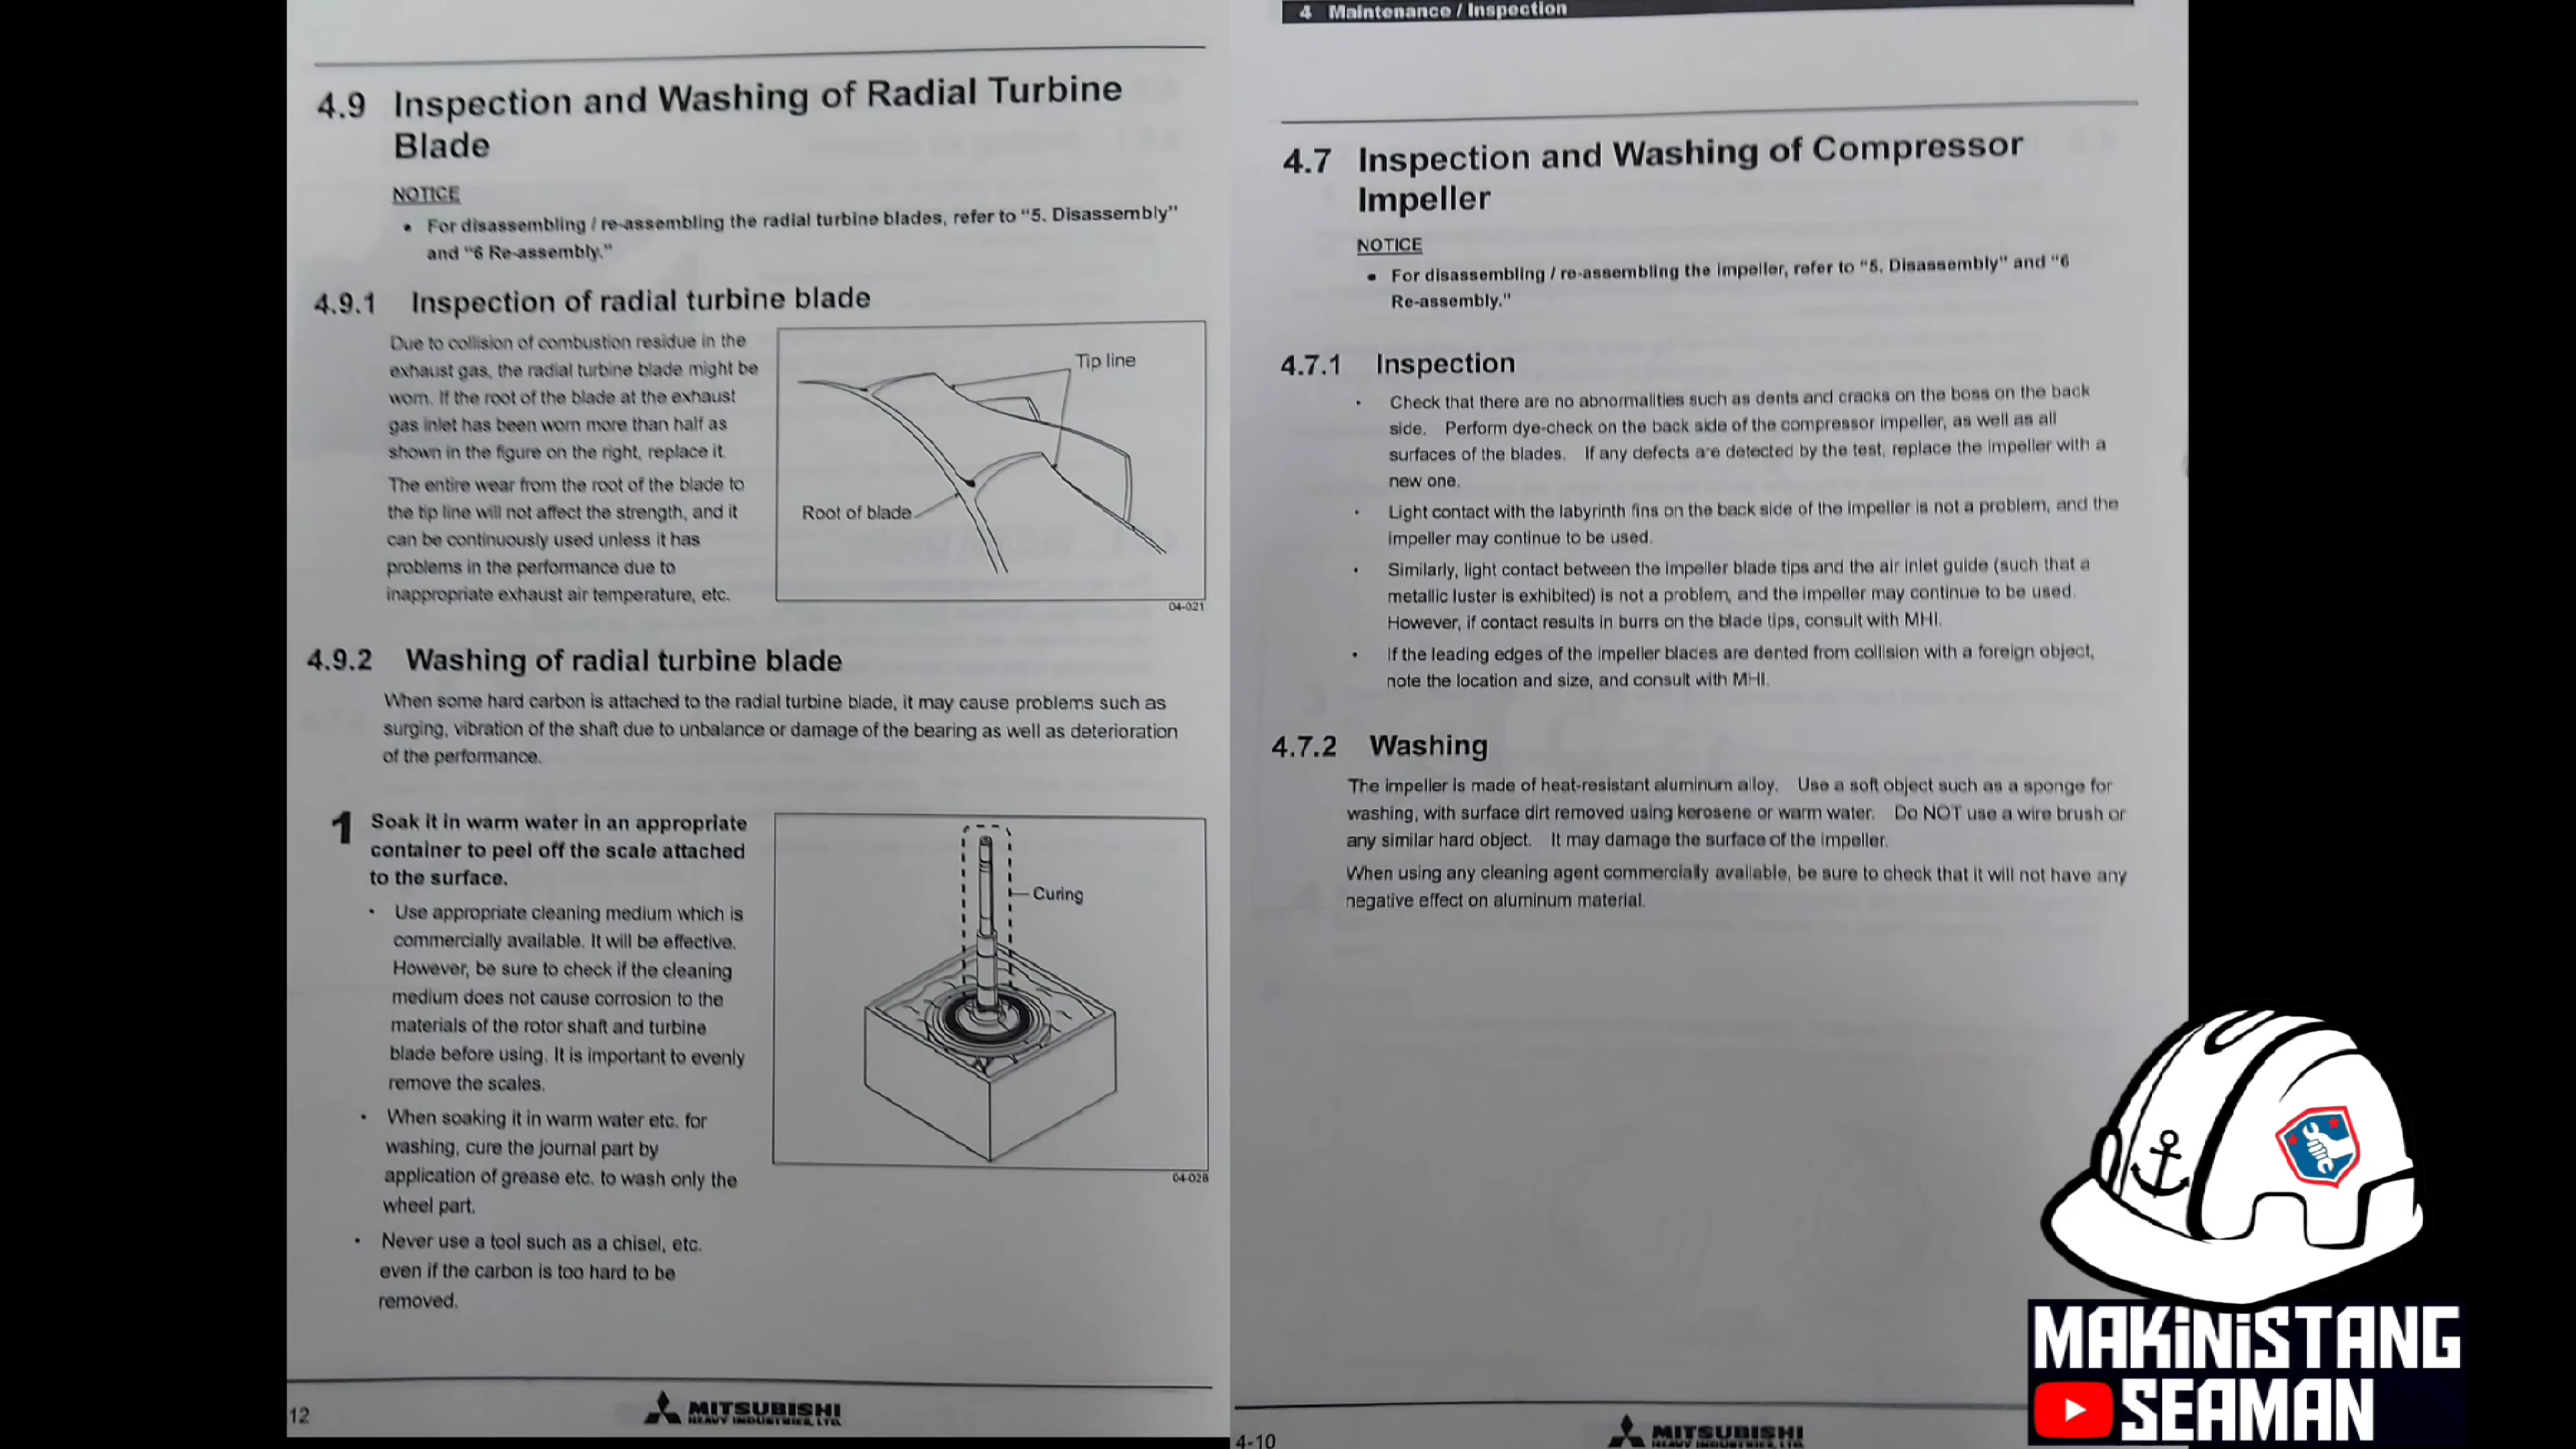 4.9 Inspection and Washing of Radial Turbine
Blade
NOTICE
• For disassembling / re-assembling the radial turbine blades, refer to “5. Disassembly”
and “6 Re-assembly.”
4.9.1 Inspection of radial turbine blade
Due to collision of combustion residue in the
exhaust gas, the radial turbine blade might be
worn. If the root of the blade at the exhaust
gas inlet has been worn more than half as
shown in the figure on the right, replace it.
The entire wear from the root of the blade to
the tip line will not affect the strength, and it
can be continuously used unless it has
problems in the performance due to
inappropriate exhaust air temperature, etc.
Tip line
Root of blade
04-021
4.9.2 Washing of radial turbine blade
When some hard carbon is attached to the radial turbine blade, it may cause problems such as
surging, vibration of the shaft due to unbalance or damage of the bearing as well as deterioration
of the performance.
1 Soak it in warm water in an appropriate
container to peel off the scale attached
to the surface.
• Use appropriate cleaning medium which is
commercially available. It will be effective.
However, be sure to check if the cleaning
medium does not cause corrosion to the
materials of the rotor shaft and turbine
blade before using. It is important to evenly
remove the scales.
• When soaking it in warm water etc. for
washing, cure the journal part by
application of grease etc. to wash only the
wheel part.
• Never use a tool such as a chisel, etc.
even if the carbon is too hard to be
removed.
Curing
04-028
12
MITSUBISHI
HEAVY INDUSTRIES, LTD.
4 Maintenance / Inspection
4.7 Inspection and Washing of Compressor
Impeller
NOTICE
• For disassembling / re-assembling the impeller, refer to “5. Disassembly” and “6
Re-assembly.”
4.7.1 Inspection
• Check that there are no abnormalities such as dents and cracks on the boss on the back
side. Perform dye-check on the back side of the compressor impeller, as well as all
surfaces of the blades. If any defects are detected by the test, replace the impeller with a
new one.
• Light contact with the labyrinth fins on the back side of the impeller is not a problem, and the
impeller may continue to be used.
• Similarly, light contact between the impeller blade tips and the air inlet guide (such that a
metallic luster is exhibited) is not a problem, and the impeller may continue to be used.
However, if contact results in burrs on the blade tips, consult with MHI.
• If the leading edges of the impeller blades are dented from collision with a foreign object,
note the location and size, and consult with MHI.
4.7.2 Washing
The impeller is made of heat-resistant aluminum alloy. Use a soft object such as a sponge for
washing, with surface dirt removed using kerosene or warm water. Do NOT use a wire brush or
any similar hard object. It may damage the surface of the impeller.
When using any cleaning agent commercially available, be sure to check that it will not have any
negative effect on aluminum material.
4-10
MITSUBISHI
HEAVY INDUSTRIES, LTD.
MAKiNiSTANG
SEAMAN